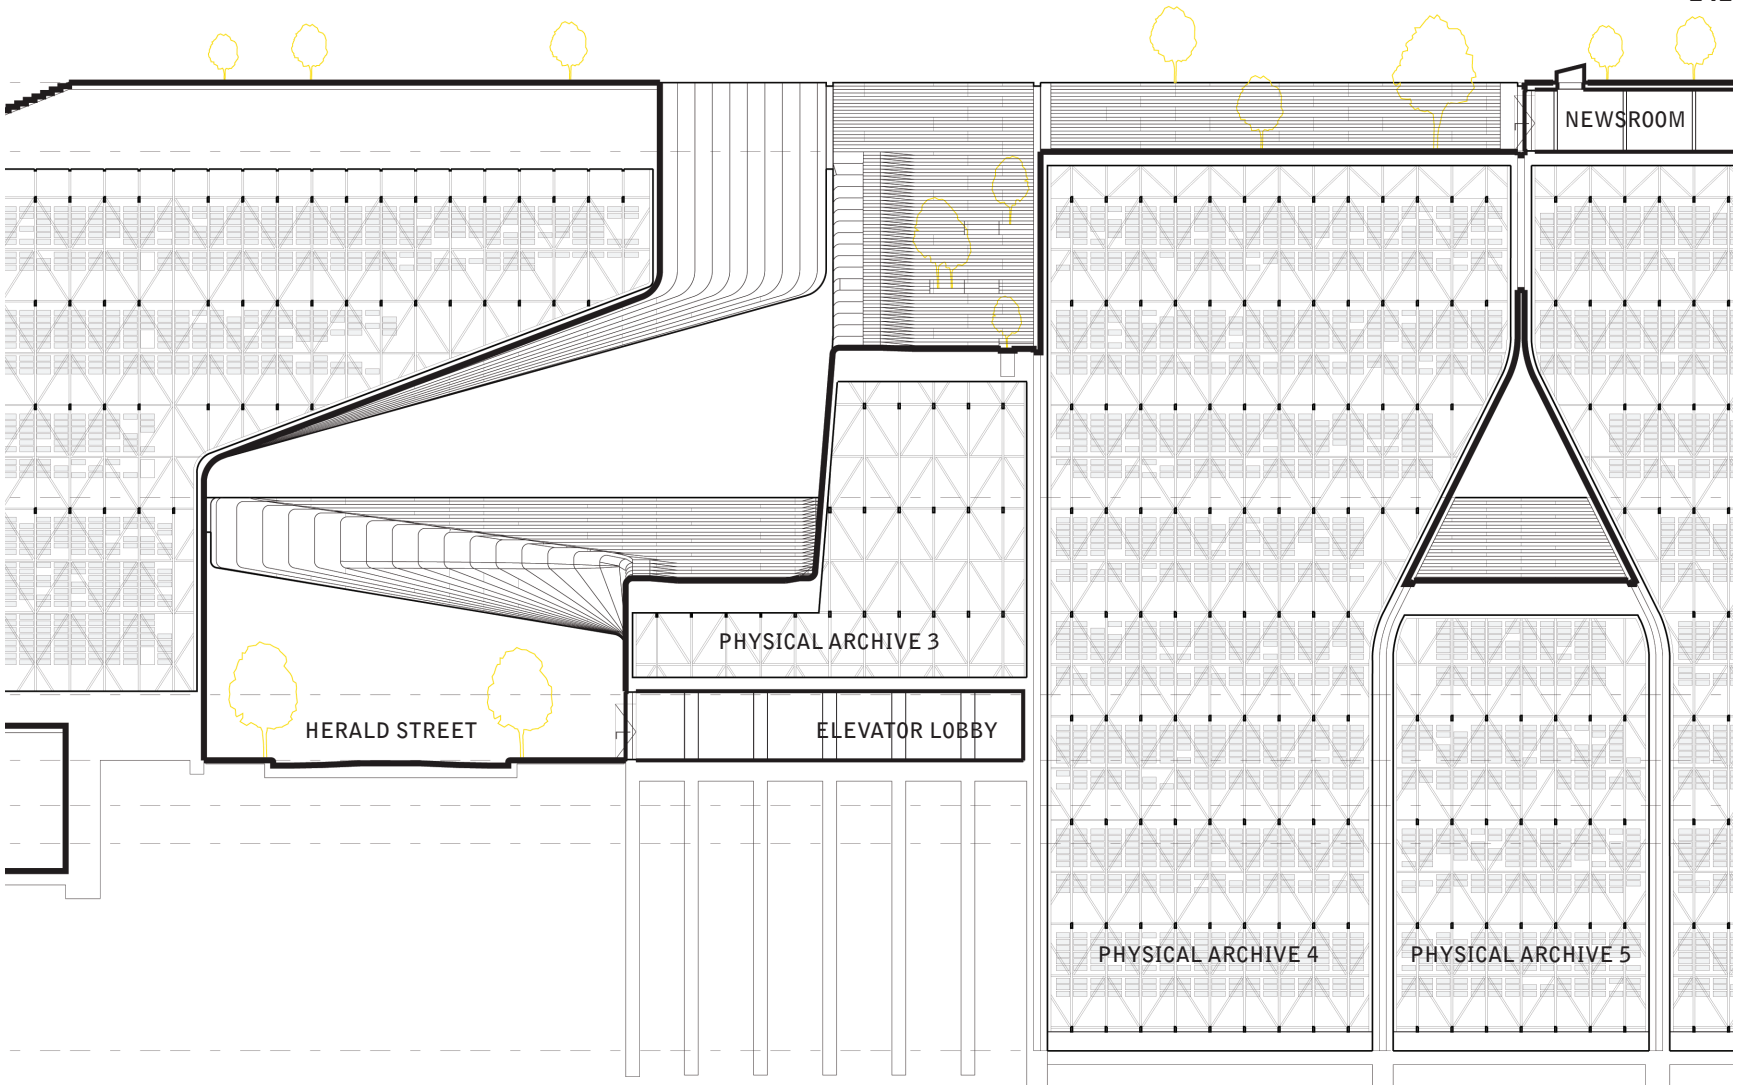 NEWSROOM
PHYSICAL ARCHIVE 3
HERALD STREET
ELEVATOR LOBBY
PHYSICAL ARCHIVE 4
PHYSICAL ARCHIVE 5